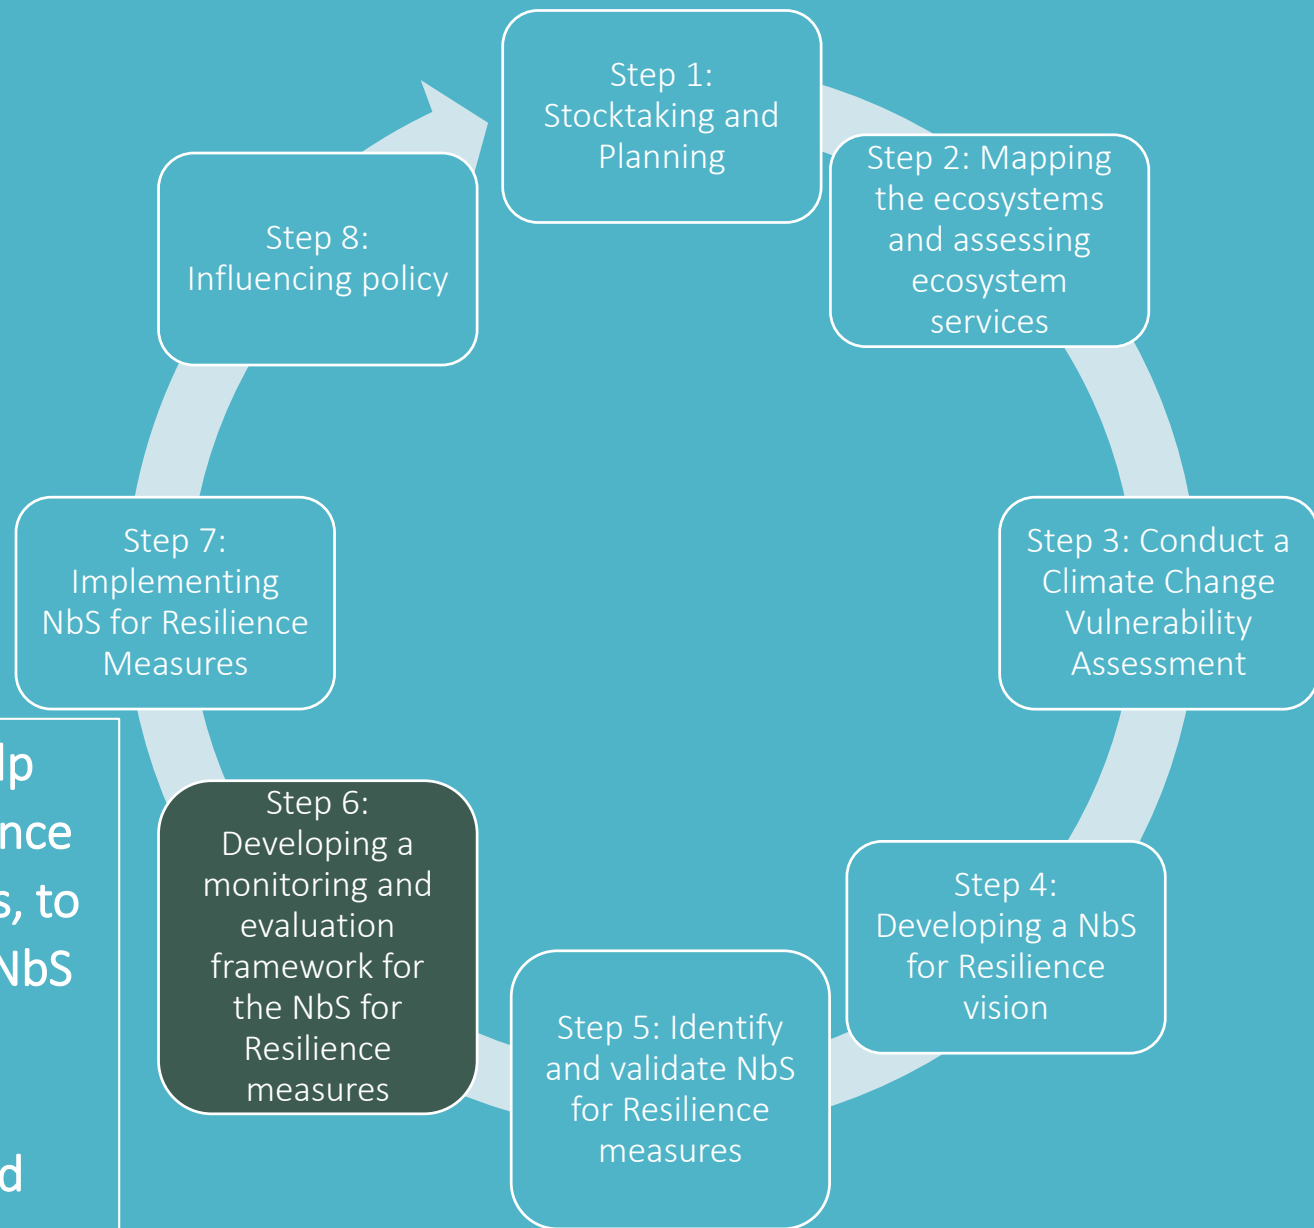 Step 1:
Stocktaking and
Planning
Step 2: Mapping
the ecosystems
and assessing
ecosystem
services
Step 3: Conduct a
Climate Change
Vulnerability
Assessment
Step 4:
Developing a NbS
for Resilience
vision
Step 5: Identify
and validate NbS
for Resilience
measures
Step 6:
Developing a
monitoring and
evaluation
framework for
the NbS for
Resilience
measures
Step 7:
Implementing
NbS for Resilience
Measures
Step 8:
Influencing policy
to
NbS